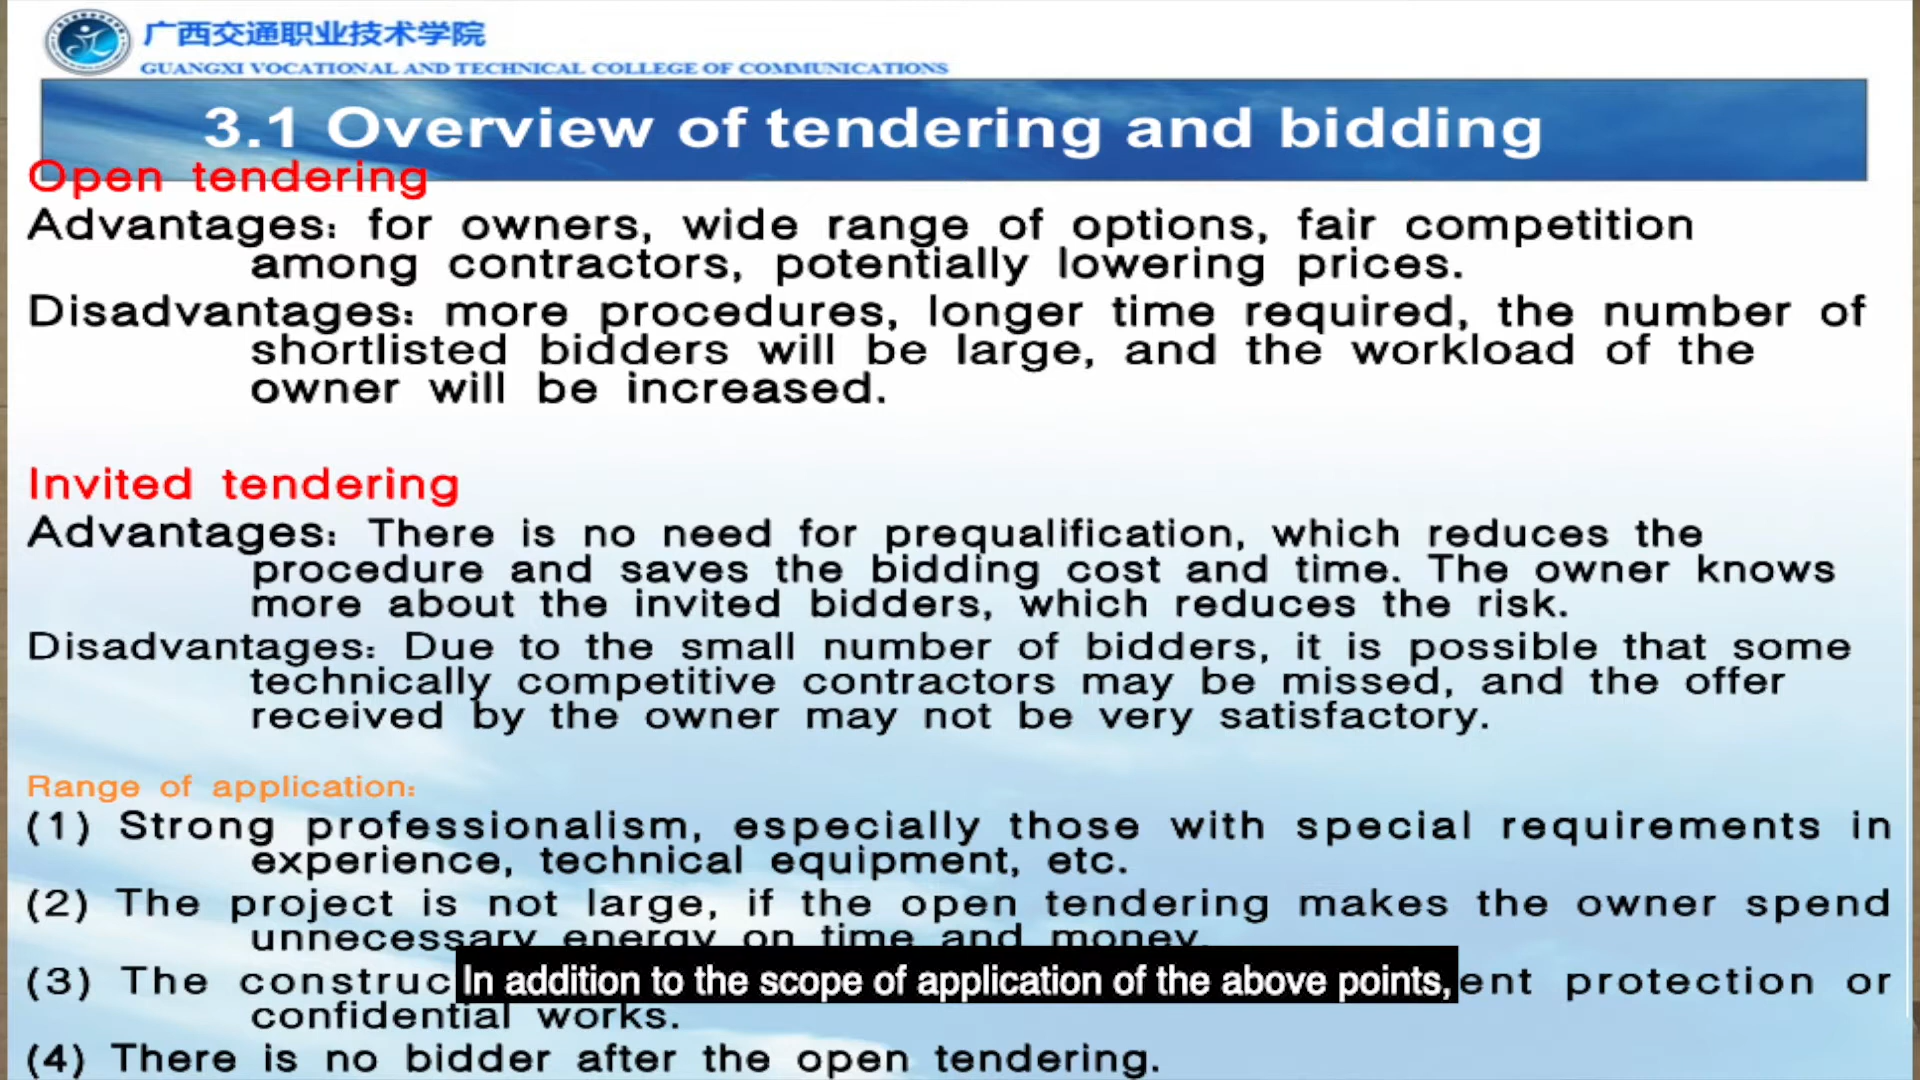 广西交通职业技术学院
GUANGXI VOCATIONAL AND TECHNICAL COLLEGE OF COMMUNICATIONS
3.1 Overview of tendering and bidding
Open tendering
Advantages: for owners, wide range of options, fair competition
among contractors, potentially lowering prices.
Disadvantages: more procedures, longer time required, the number of
shortlisted bidders will be large, and the workload of the
owner will be increased.
Invited tendering
Advantages: There is no need for prequalification, which reduces the
procedure and saves the bidding cost and time. The owner knows
more about the invited bidders, which reduces the risk.
Disadvantages: Due to the small number of bidders, it is possible that some
technically competitive contractors may be missed, and the offer
received by the owner may not be very satisfactory.
Range of application:
(1) Strong professionalism, especially those with special requirements in
experience, technical equipment, etc.
(2) The project is not large, if the open tendering makes the owner spend
unnecessary energy on time and money.
(3) The construc ent protection or
In addition to the scope of application of the above points,
confidential works.
(4) There is no bidder after the open tendering.